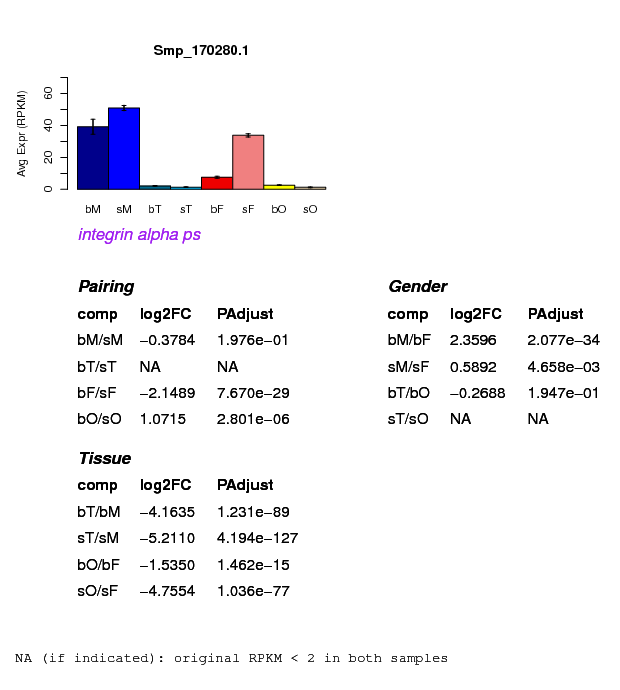 Smp_170280.1
Avg Expr (RPKM)
0 20 40 60
bM sM bT sT bF sF bO sO
integrin alpha ps
Pairing
comp log2FC PAdjust
bM/sM −0.3784 1.976e−01
bT/sT NA NA
bF/sF −2.1489 7.670e−29
bO/sO 1.0715 2.801e−06
Gender
comp log2FC PAdjust
bM/bF 2.3596 2.077e−34
sM/sF 0.5892 4.658e−03
bT/bO −0.2688 1.947e−01
sT/sO NA NA
Tissue
comp log2FC PAdjust
bT/bM −4.1635 1.231e−89
sT/sM −5.2110 4.194e−127
bO/bF −1.5350 1.462e−15
sO/sF −4.7554 1.036e−77
NA (if indicated): original RPKM < 2 in both samples